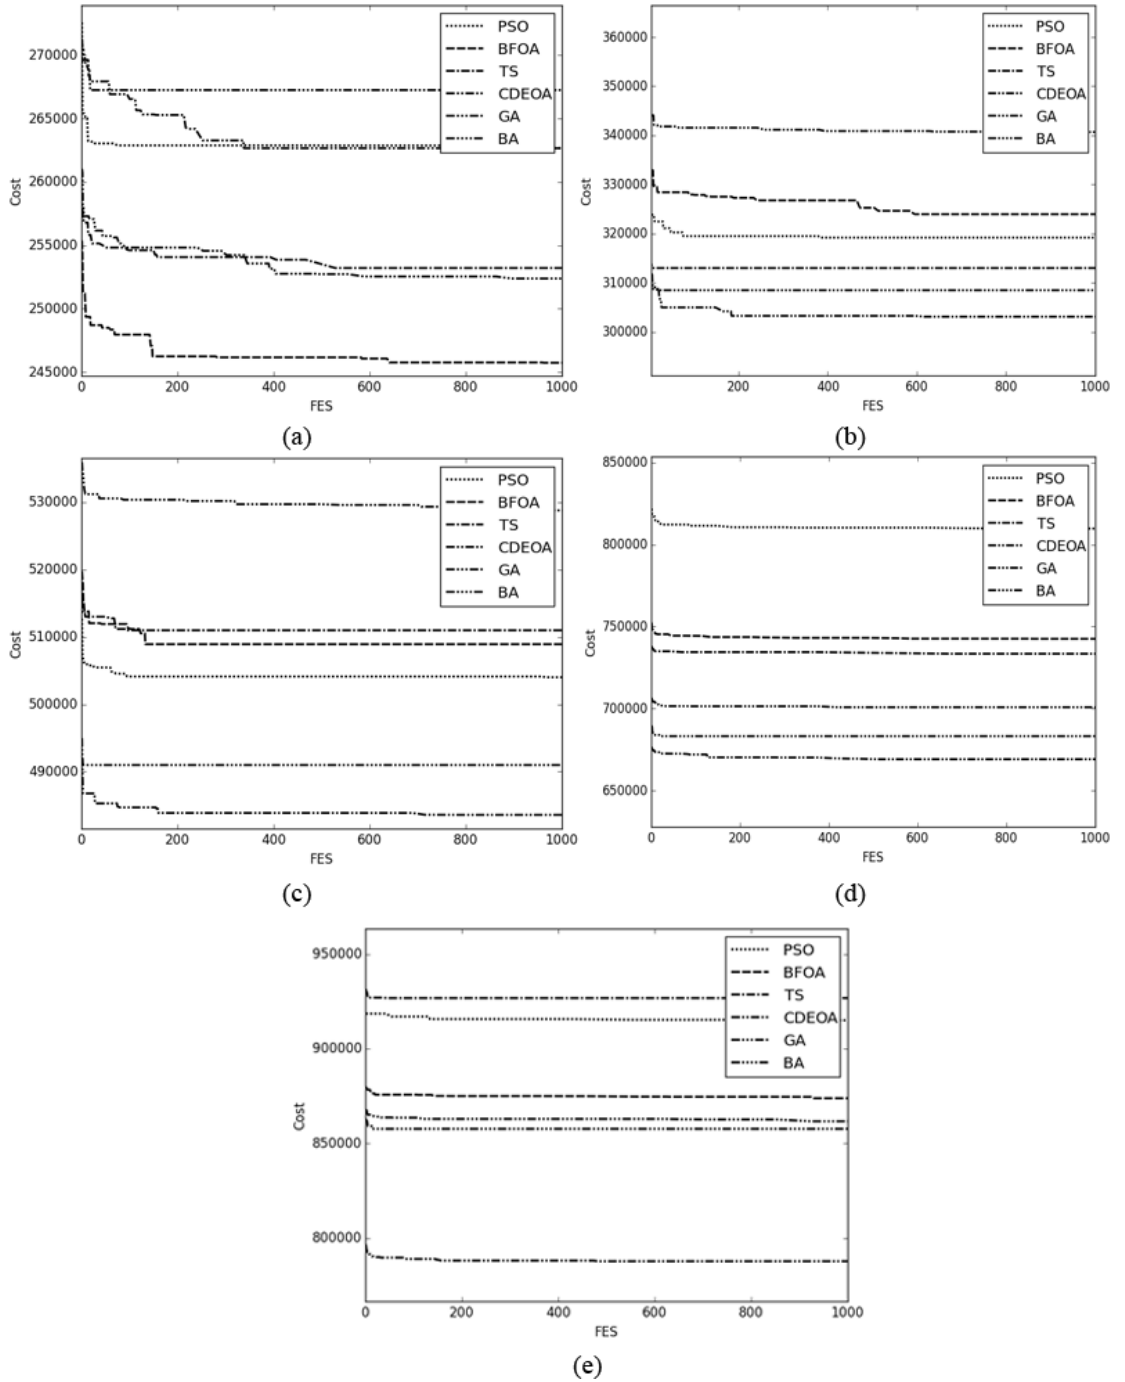 270000
265000
260000
255000
250000
245000
Cost
0 200 400 600 800 1000
FES
PSO
BFOA
TS
CDEOA
GA
BA
(a)
360000
350000
340000
330000
320000
310000
300000
Cost
0 200 400 600 800 1000
FES
PSO
BFOA
TS
CDEOA
GA
BA
(b)
530000
520000
510000
500000
490000
Cost
0 200 400 600 800 1000
FES
PSO
BFOA
TS
CDEOA
GA
BA
(c)
850000
800000
750000
700000
650000
Cost
0 200 400 600 800 1000
FES
PSO
BFOA
TS
CDEOA
GA
BA
(d)
950000
900000
850000
800000
Cost
0 200 400 600 800 1000
FES
PSO
BFOA
TS
CDEOA
GA
BA
(e)